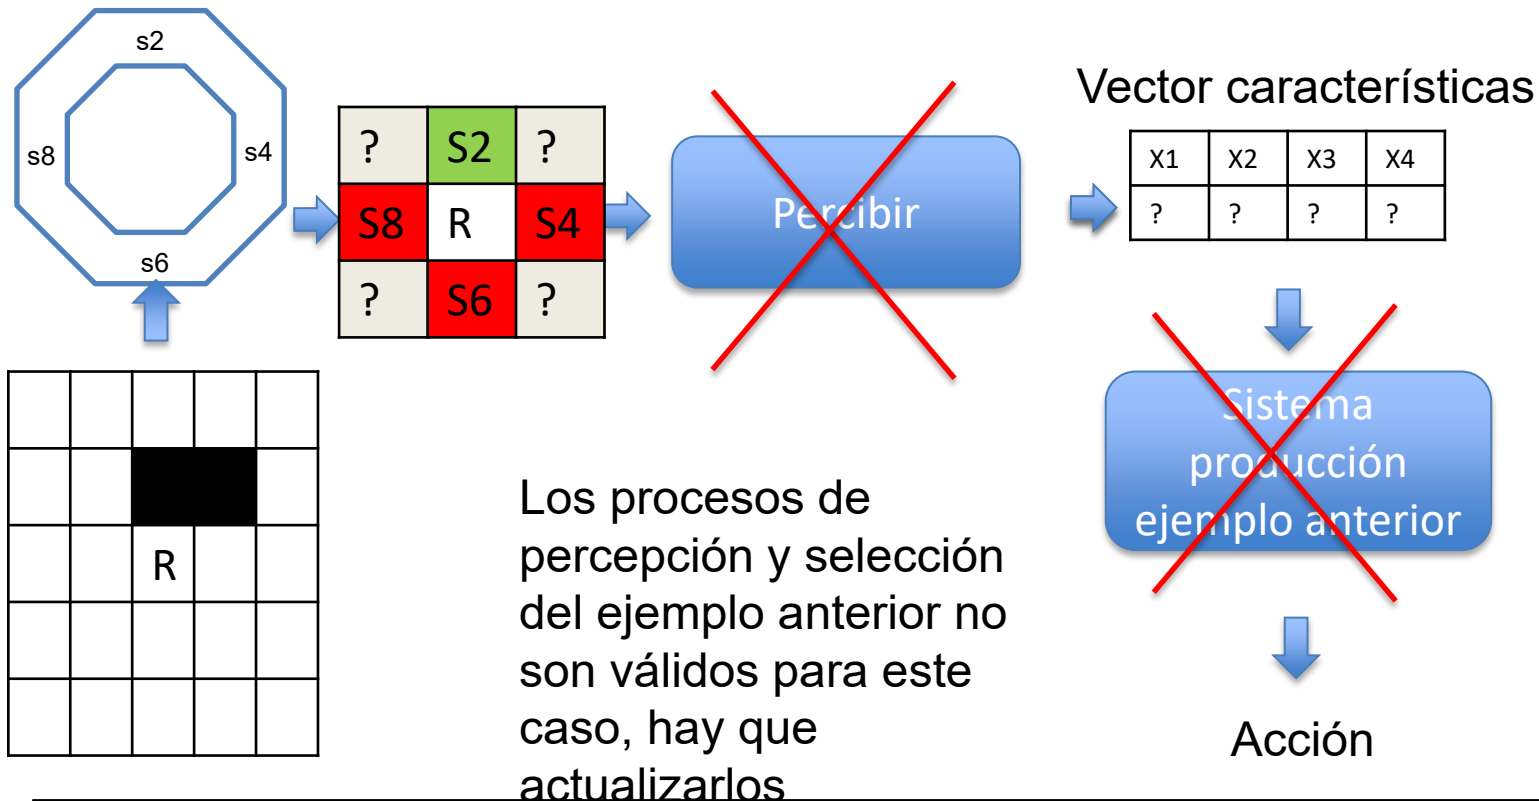 s2
s8
s4
s6
? S2 ?
S8 R S4
? S6 ?
Percibir
Vector características
X1 X2 X3 X4
? ? ? ?
Sistema
producción
ejemplo anterior
Acción
R
Los procesos de
percepción y selección
del ejemplo anterior no
son válidos para este
caso, hay que
actualizarlos